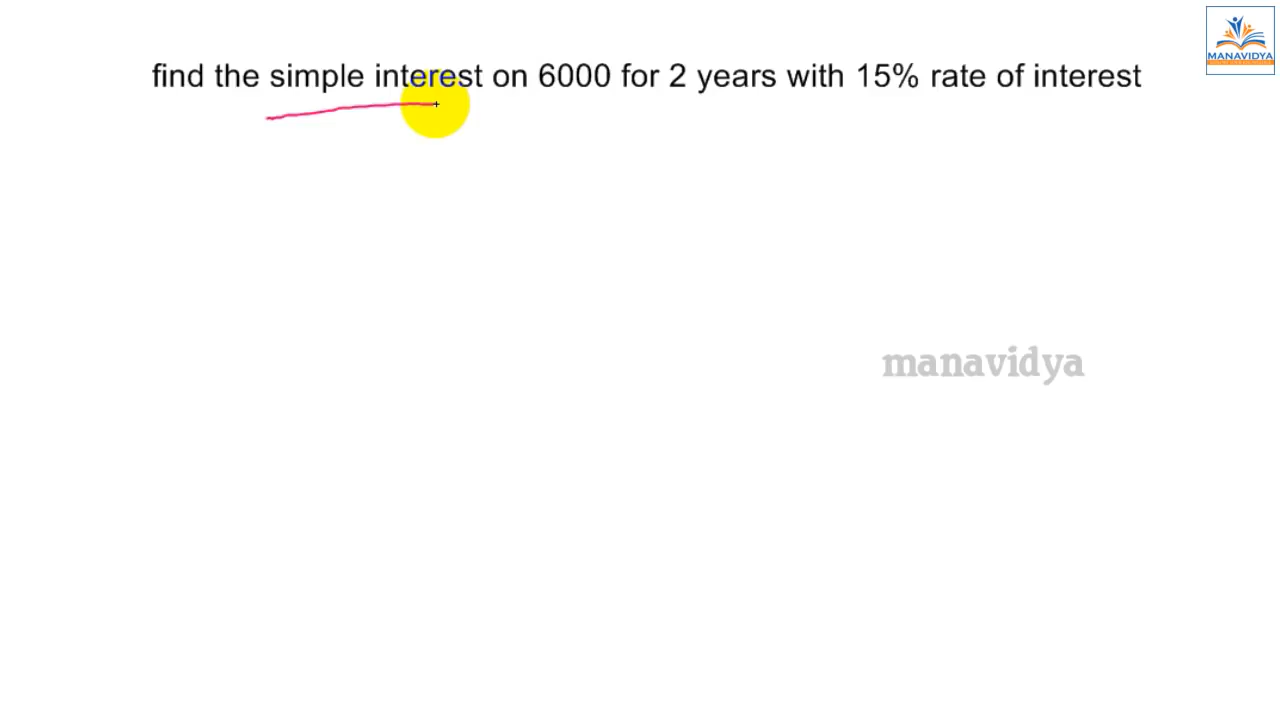 MANAVIDYA
find the simple interest on 6000 for 2 years with 15% rate of interest
manavidya